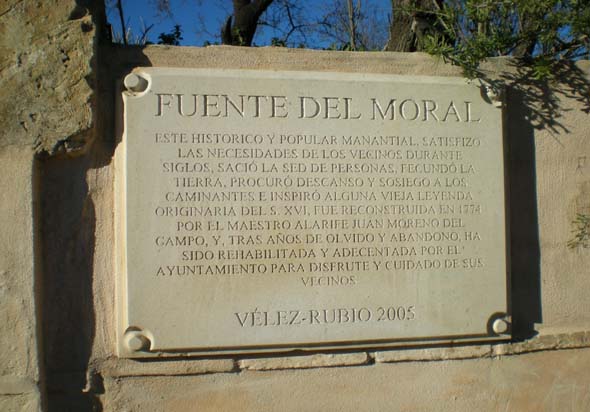 FUENTE DEL MORAL
ESTE HISTORICO Y POPULAR MANANTIAL, SATISFIZO
LAS NECESIDADES DE LOS VECINOS DURANTE
SIGLOS, SACIÓ LA SED DE PERSONAS, FECUNDÓ LA
TIERRA, PROCURÓ DESCANSO Y SOSIEGO A LOS
CAMINANTES E INSPIRÓ ALGUNA VIEJA LEYENDA
ORIGINARIA DEL S. XVI, FUE RECONSTRUIDA EN 1774
POR EL MAESTRO ALARIFE JUAN MORENO DEL
CAMPO, Y, TRAS AÑOS DE OLVIDO Y ABANDONO, HA
SIDO REHABILITADA Y ADECENTADA POR EL
AYUNTAMIENTO PARA DISFRUTE Y CUIDADO DE SUS
VECINOS
VÉLEZ-RUBIO 2005